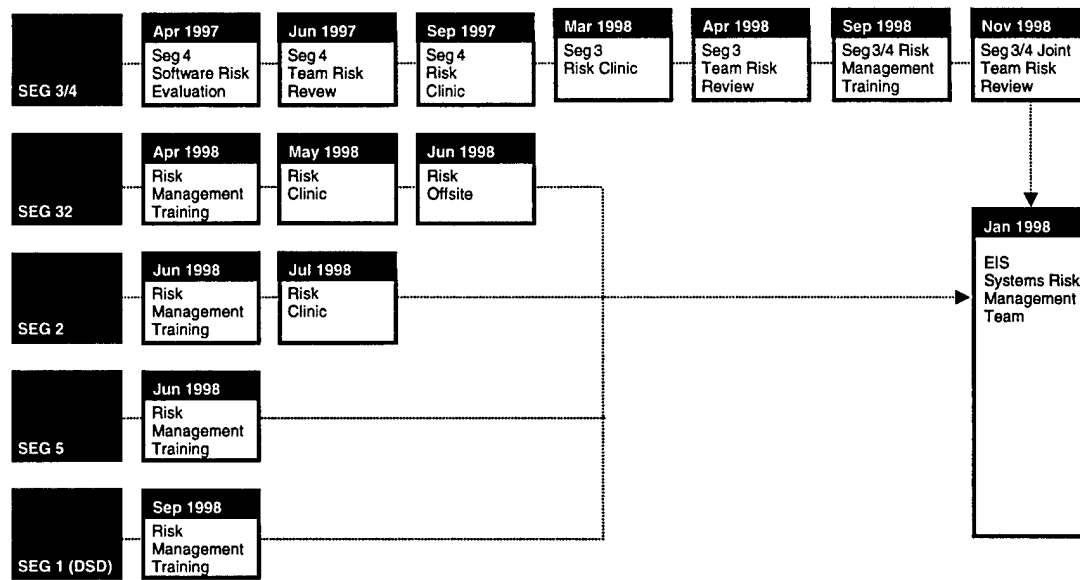 SEG 3/4
Apr 1997
Seg 4
Software Risk
Evaluation
Jun 1997
Seg 4
Team Risk
Revew
Sep 1997
Seg 4
Risk
Clinic
Mar 1998
Seg 3
Risk Clinic
Apr 1998
Seg 3
Team Risk
Review
Sep 1998
Seg 3/4 Risk
Management
Training
Nov 1998
Seg 3/4 Joint
Team Risk
Review
SEG 32
Apr 1998
Risk
Management
Training
May 1998
Risk
Clinic
Jun 1998
Risk
Offsite
Jan 1998
EIS
Systems Risk
Management
Team
SEG 2
Jun 1998
Risk
Management
Training
Jul 1998
Risk
Clinic
SEG 5
Jun 1998
Risk
Management
Training
SEG 1 (DSD)
Sep 1998
Risk
Management
Training